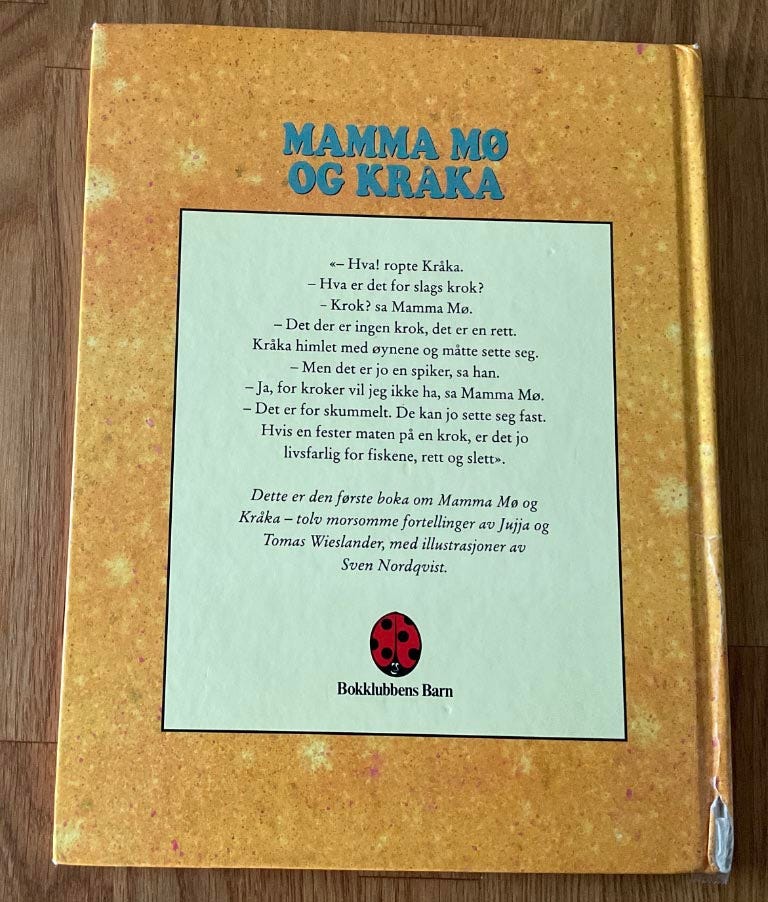 MAMMA MØ
OG KRÅKA
«– Hva! ropte Kråka.
– Hva er det for slags krok?
– Krok? sa Mamma Mø.
– Det der er ingen krok, det er en rett.
Kråka himlet med øynene og måtte sette seg.
– Men det er jo en spiker, sa han.
– Ja, for kroker vil jeg ikke ha, sa Mamma Mø.
– Det er for skummelt. De kan jo sette seg fast.
Hvis en fester maten på en krok, er det jo
livsfarlig for fiskene, rett og slett».
Dette er den første boka om Mamma Mø og
Kråka – tolv morsomme fortellinger av Jujja og
Tomas Wieslander, med illustrasjoner av
Sven Nordqvist.
Bokklubbens Barn